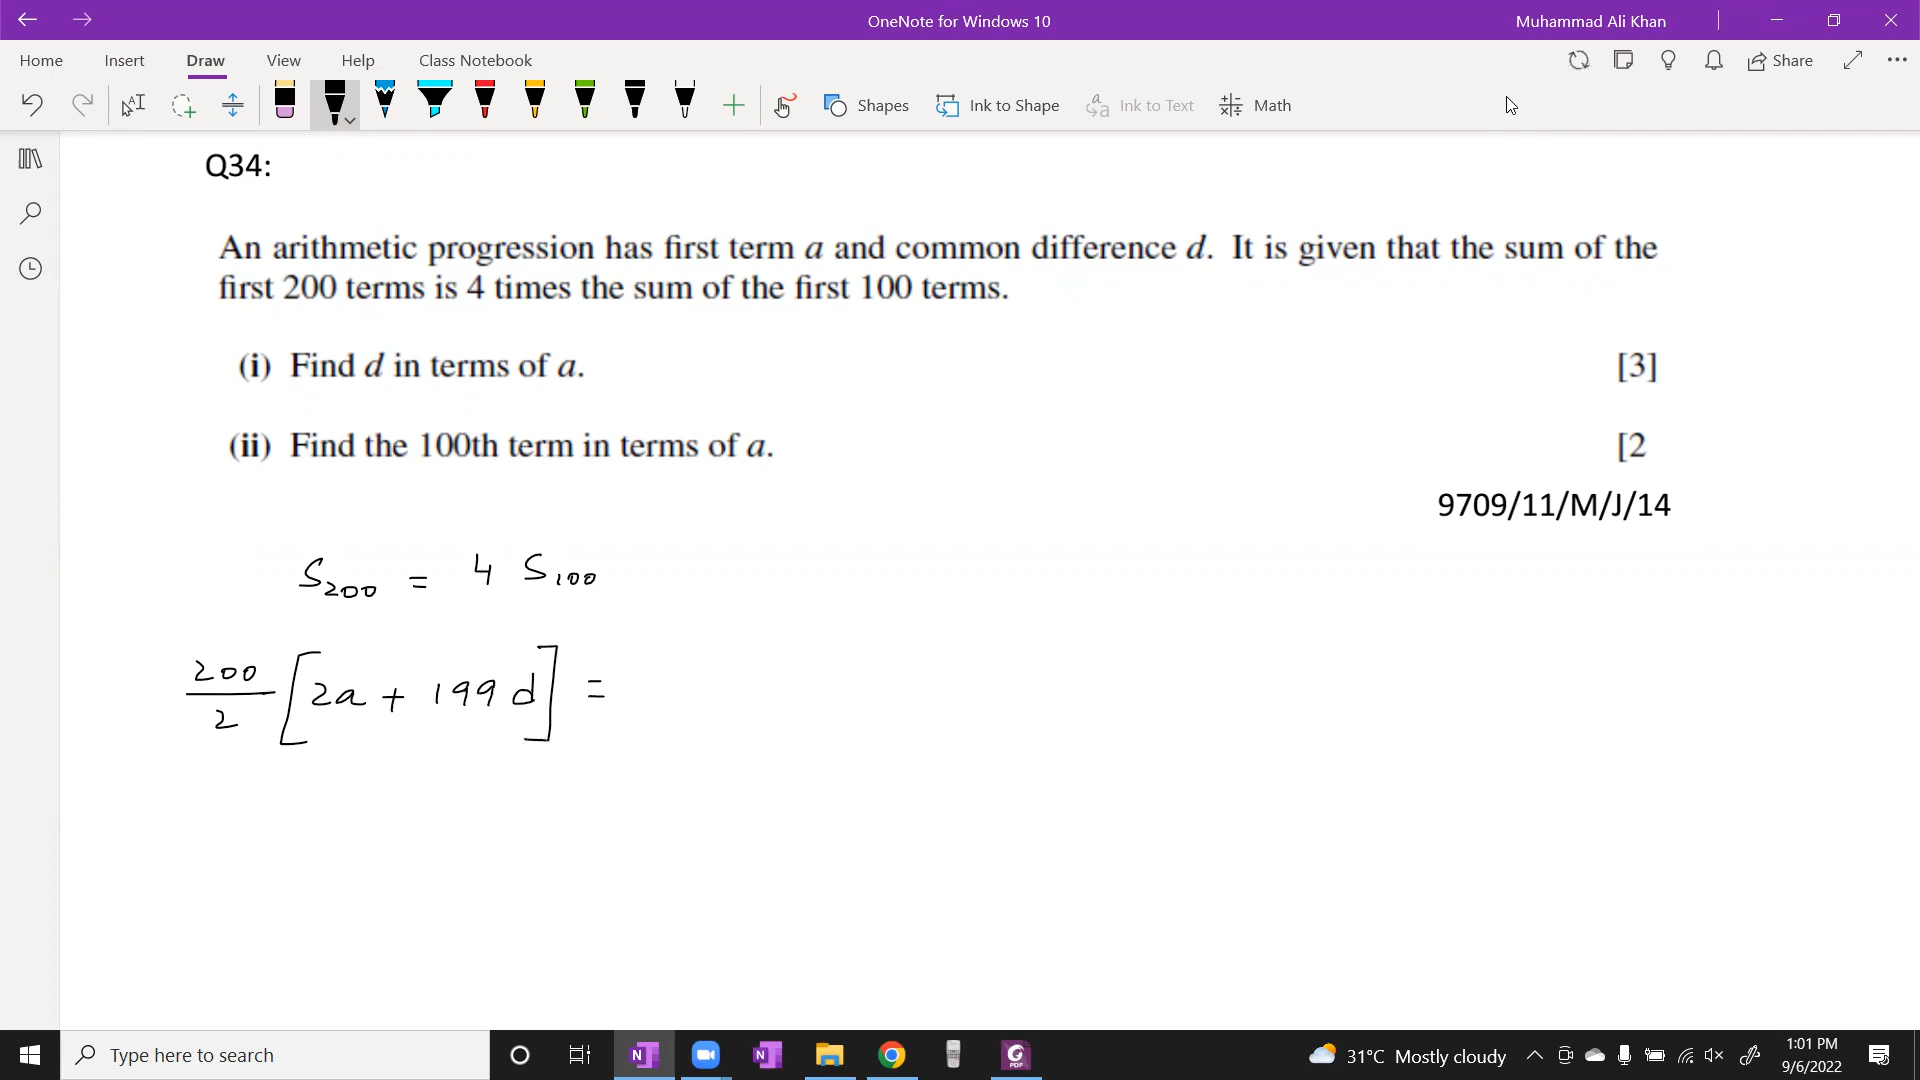 OneNote for Windows 10
Muhammad Ali Khan
Home Insert Draw View Help Class Notebook
Share
Shapes Ink to Shape Ink to Text Math
Q34:
An arithmetic progression has first term a and common difference d. It is given that the sum of the
first 200 terms is 4 times the sum of the first 100 terms.
(i) Find d in terms of a. [3]
(ii) Find the 100th term in terms of a. [2
9709/11/M/J/14
S₂₀₀ = 4 S₁₀₀
200/2 [2a + 199 d] =
Type here to search
31°C Mostly cloudy
1:01 PM
9/6/2022